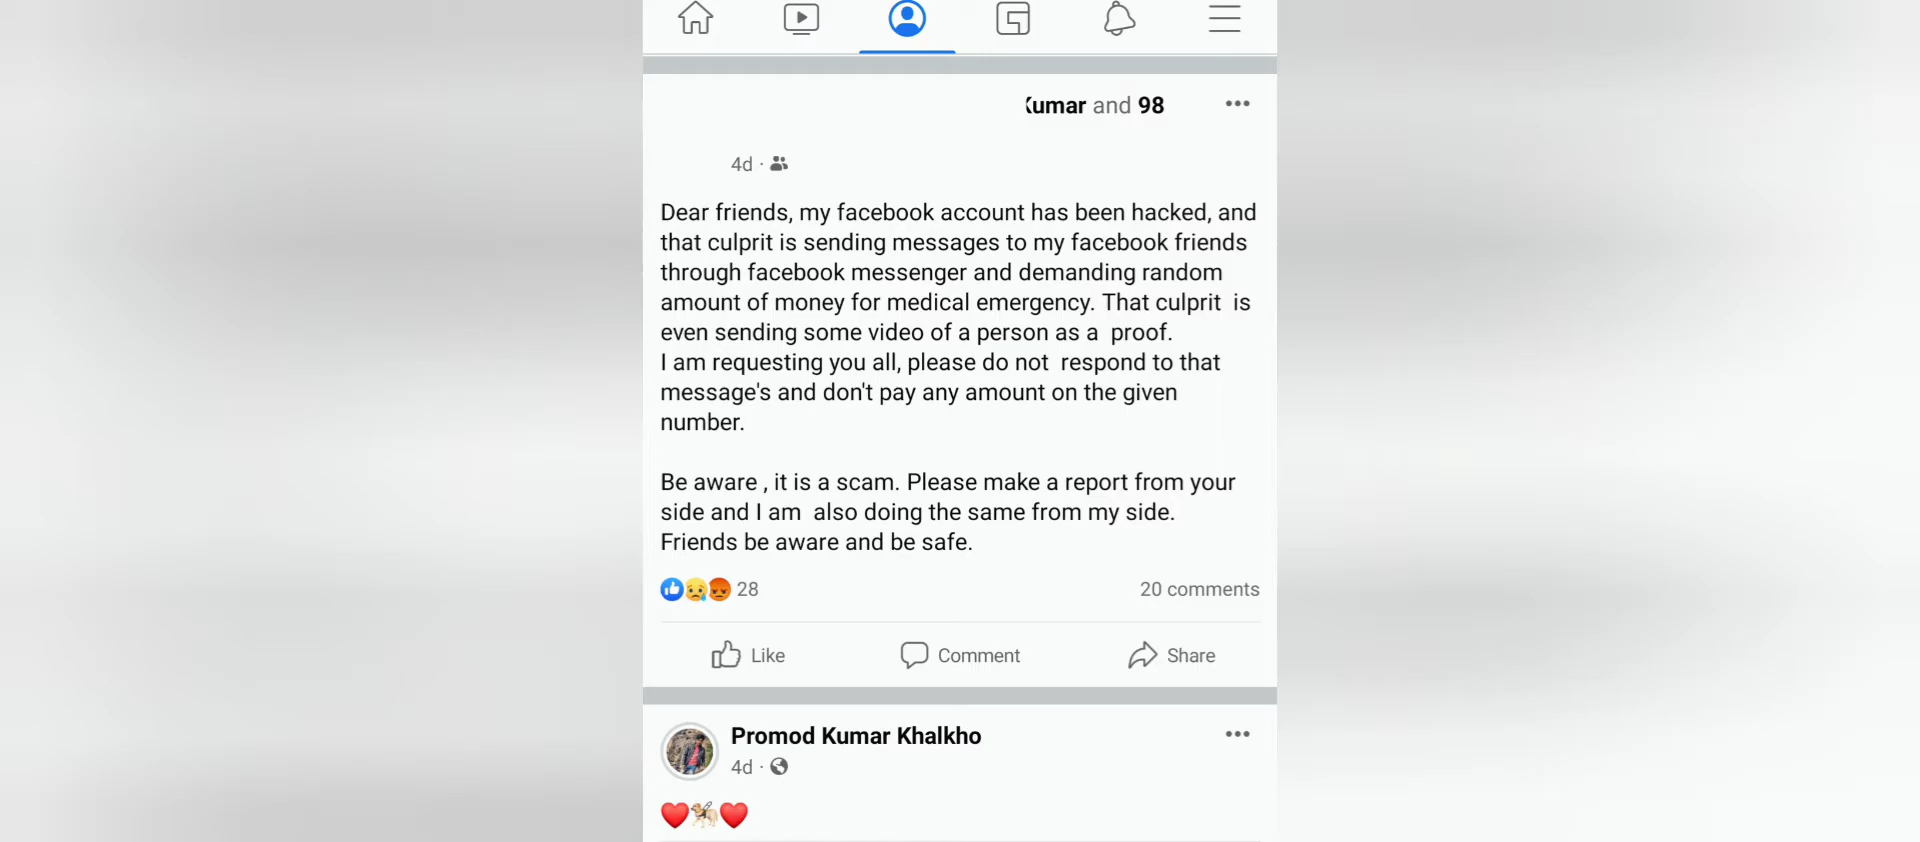 Kumar and 98
4d ·
Dear friends, my facebook account has been hacked, and
that culprit is sending messages to my facebook friends
through facebook messenger and demanding random
amount of money for medical emergency. That culprit  is
even sending some video of a person as a  proof.
I am requesting you all, please do not  respond to that
message's and don't pay any amount on the given
number.
Be aware , it is a scam. Please make a report from your
side and I am  also doing the same from my side.
Friends be aware and be safe.
28
20 comments
Like
Comment
Share
Promod Kumar Khalkho
4d ·